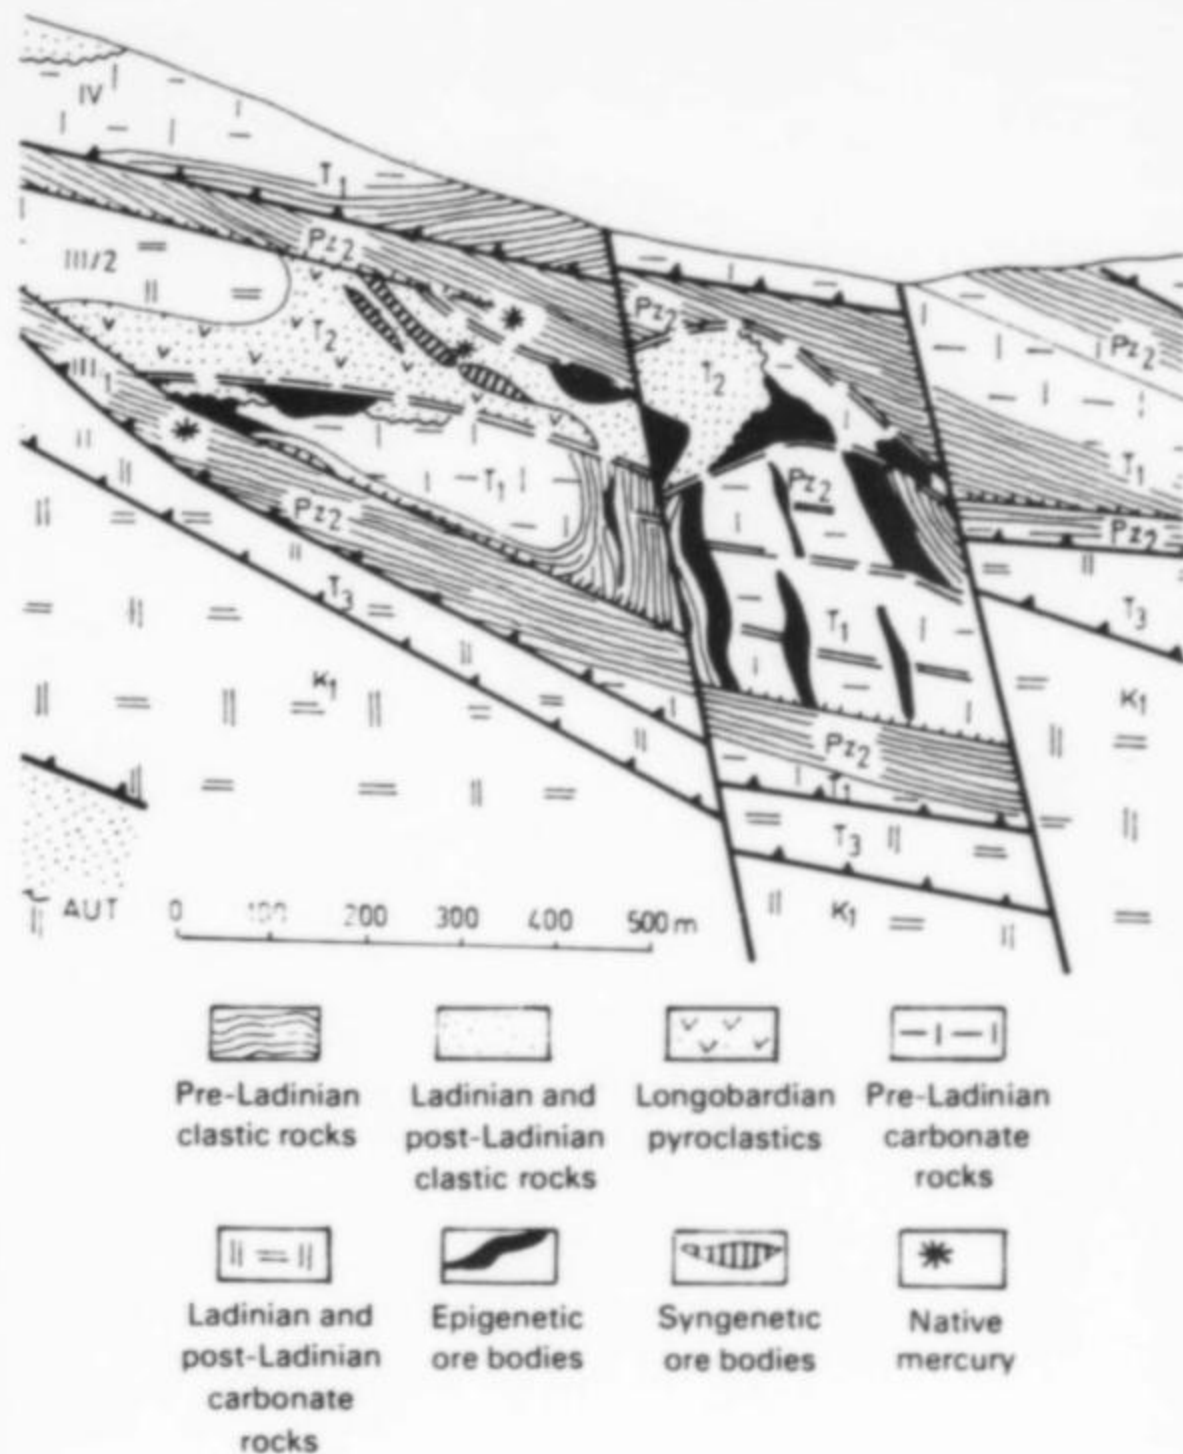 IV
T1
Pz2
III/2
Pz2
Pz2
T2
T2
III1
T1
Pz2
T1
Pz2
Pz2
T3
T1
T3
K1
K1
Pz2
T1
T3
K1
AUT 0 100 200 300 400 500 m
Pre-Ladinian
clastic rocks
Ladinian and
post-Ladinian
clastic rocks
Longobardian
pyroclastics
Pre-Ladinian
carbonate
rocks
Ladinian and
post-Ladinian
carbonate
rocks
Epigenetic
ore bodies
Syngenetic
ore bodies
Native
mercury